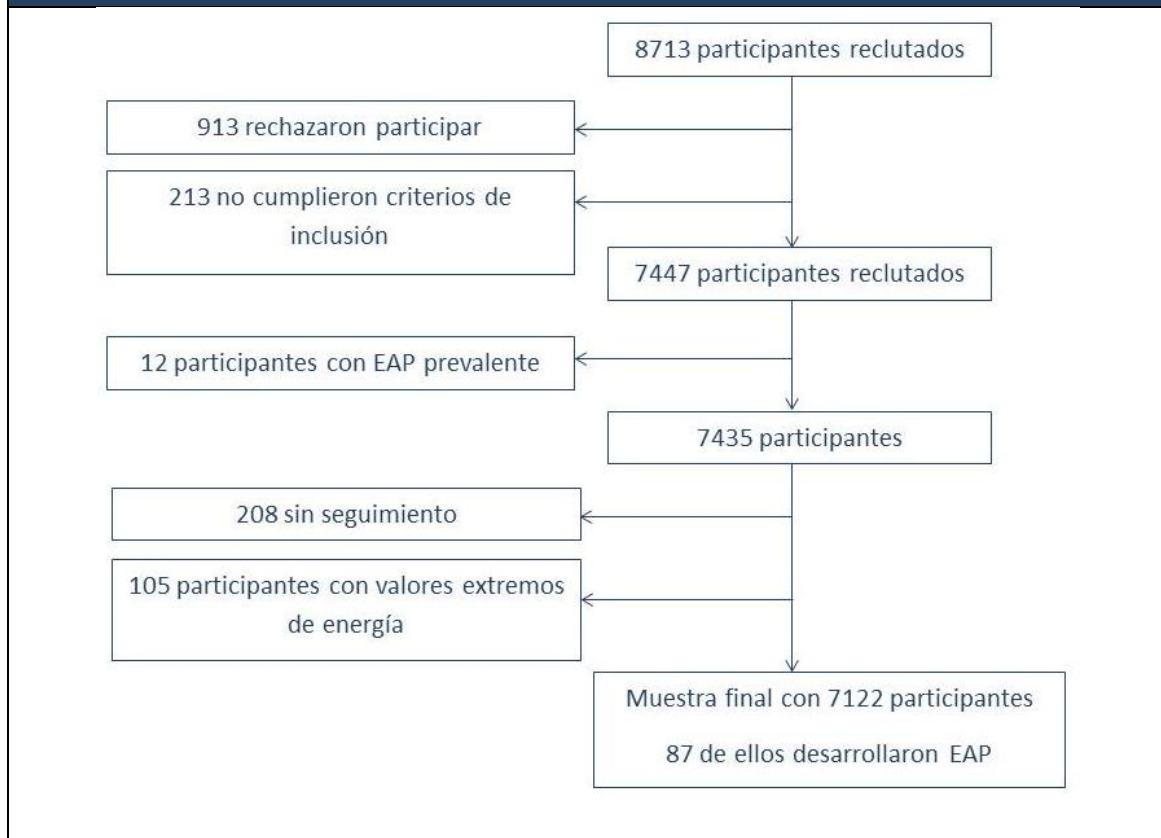 8713 participantes reclutados
913 rechazaron participar
213 no cumplieron criterios de
inclusión
7447 participantes reclutados
12 participantes con EAP prevalente
7435 participantes
208 sin seguimiento
105 participantes con valores extremos
de energía
Muestra final con 7122 participantes
87 de ellos desarrollaron EAP